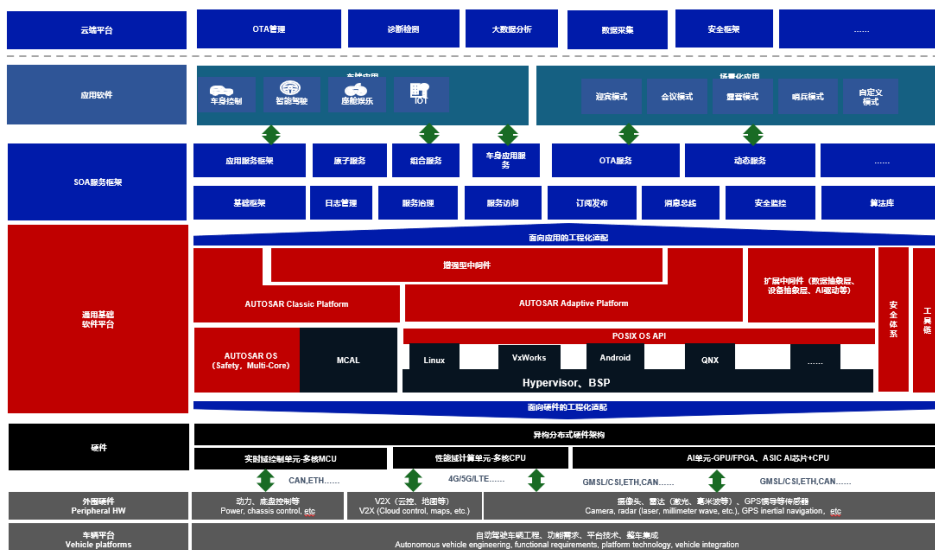 云端平台
OTA管理
诊断检测
大数据分析
数据采集
安全框架
……
应用软件
车端应用
场景化应用
车身控制
智能驾驶
座舱娱乐
IOT
迎宾模式
会议模式
露营模式
哨兵模式
自定义
模式
SOA服务框架
应用服务框架
原子服务
组合服务
车身应用服
务
OTA服务
动态服务
……
基础框架
日志管理
服务治理
服务访问
订阅发布
消息总线
安全监控
算法库
通用基础
软件平台
面向应用的工程化适配
增强型中间件
扩展中间件（数据抽象层、
设备抽象层、AI驱动等）
AUTOSAR Classic Platform
AUTOSAR Adaptive Platform
安全体系
工具链
AUTOSAR OS
(Safety，Multi-Core)
MCAL
POSIX OS API
Linux
VxWorks
Android
QNX
……
Hypervisor、BSP
面向硬件的工程化适配
硬件
异构分布式硬件架构
实时域控制单元-多核MCU
性能域计算单元-多核CPU
AI单元-GPU/FPGA、ASIC AI芯片+CPU
CAN,ETH……
4G/5G/LTE……
GMSL/CSI,ETH,CAN……
GMSL/CSI,ETH,CAN……
外围硬件
Peripheral HW
动力、底盘控制等
Power, chassis control, etc
V2X（云控、地图等）
V2X (Cloud control, maps, etc.)
摄像头、雷达（激光、毫米波等）、GPS惯导等传感器
Camera, radar (laser, millimeter wave, etc.), GPS inertial navigation，etc
车辆平台
Vehicle platforms
自动驾驶车辆工程、功能需求、平台技术、整车集成
Autonomous vehicle engineering, functional requirements, platform technology, vehicle integration